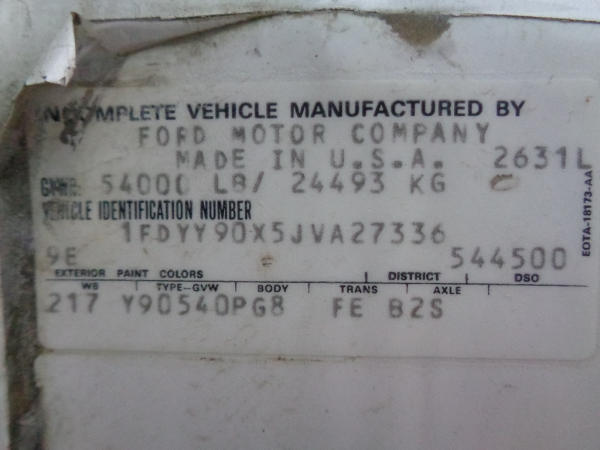 INCOMPLETE VEHICLE MANUFACTURED BY
FORD MOTOR COMPANY
MADE IN U.S.A. 2631L
GVWR: 54000 LB/ 24493 KG
VEHICLE IDENTIFICATION NUMBER
1FDYY90X5JVA27336
9E 544500
EXTERIOR PAINT COLORS DISTRICT DSO
WB TYPE-GVW BODY TRANS AXLE
217 Y90540PG8 FE B2S
EOTA-18173-AA